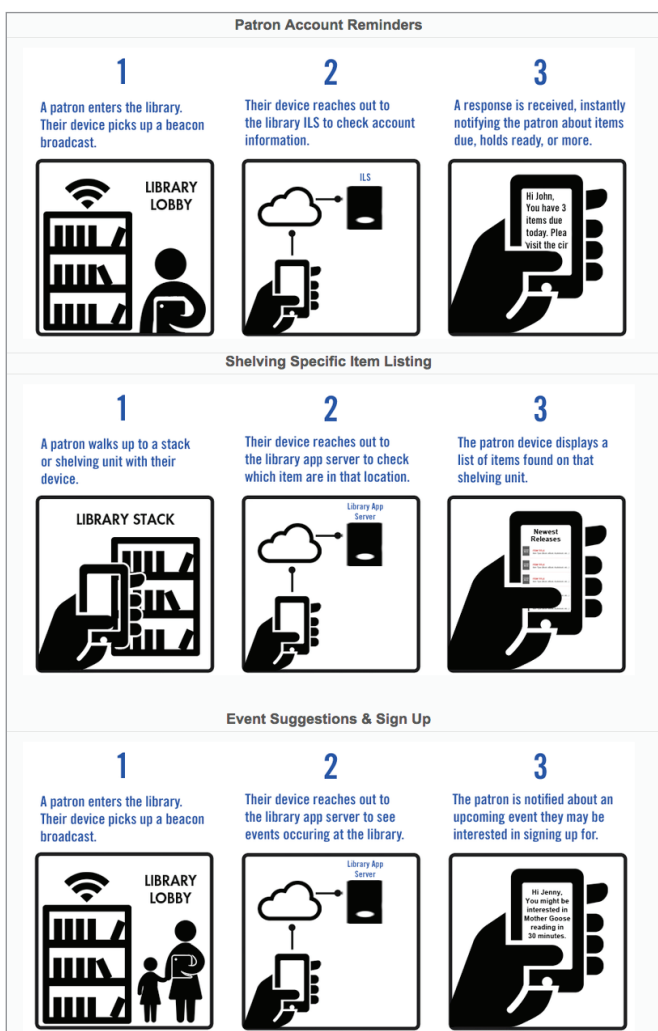 Patron Account Reminders
1
A patron enters the library.
Their device picks up a beacon
broadcast.
LIBRARY
LOBBY
2
Their device reaches out to
the library ILS to check account
information.
ILS
3
A response is received, instantly
notifying the patron about items
due, holds ready, or more.
Hi John,
You have 3
items due
today. Plea
visit the cir
Shelving Specific Item Listing
1
A patron walks up to a stack
or shelving unit with their
device.
LIBRARY STACK
2
Their device reaches out to
the library app server to check
which item are in that location.
Library App
Server
3
The patron device displays a
list of items found on that
shelving unit.
Newest
Releases
Event Suggestions & Sign Up
1
A patron enters the library.
Their device picks up a beacon
broadcast.
LIBRARY
LOBBY
2
Their device reaches out to
the library app server to see
events occuring at the library.
Library App
Server
3
The patron is notified about an
upcoming event they may be
interested in signing up for.
Hi Jenny,
You might be
interested in
Mother Goose
reading in
30 minutes.